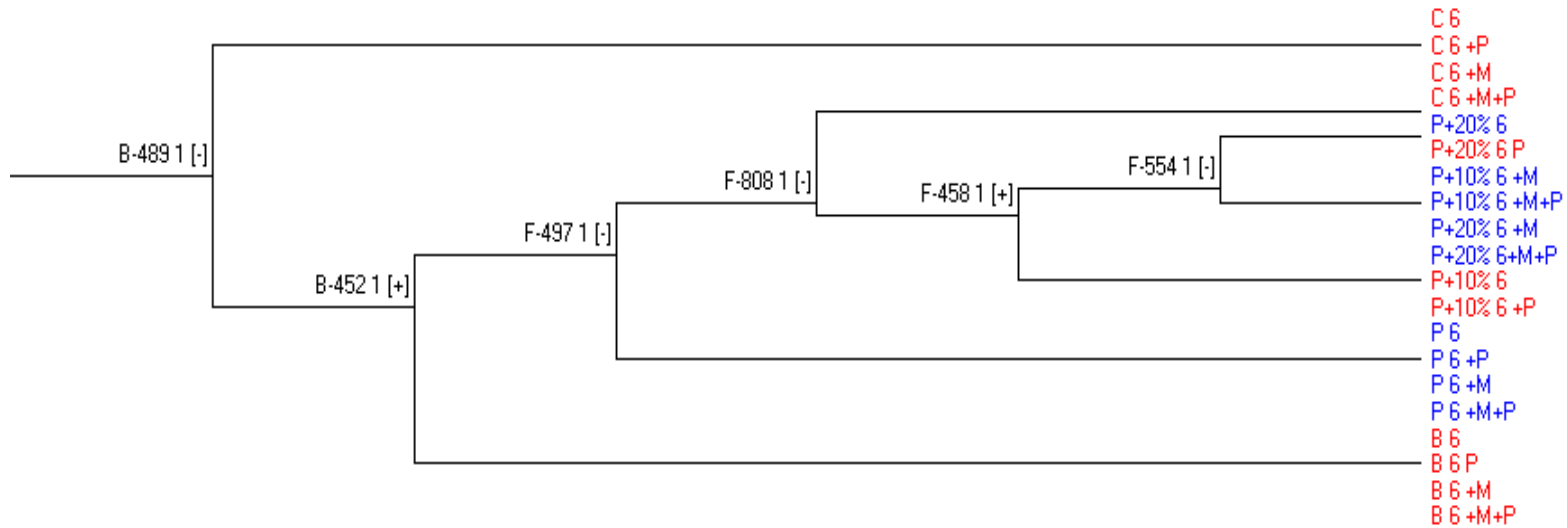 C 6
C 6 +P
C 6 +M
C 6 +M+P
P+20% 6
P+20% 6 P
P+10% 6 +M
P+10% 6 +M+P
P+20% 6 +M
P+20% 6+M+P
P+10% 6
P+10% 6 +P
P 6
P 6 +P
P 6 +M
P 6 +M+P
B 6
B 6 P
B 6 +M
B 6 +M+P
B-489 1 [-]
B-452 1 [+]
F-497 1 [-]
F-808 1 [-]
F-458 1 [+]
F-554 1 [-]